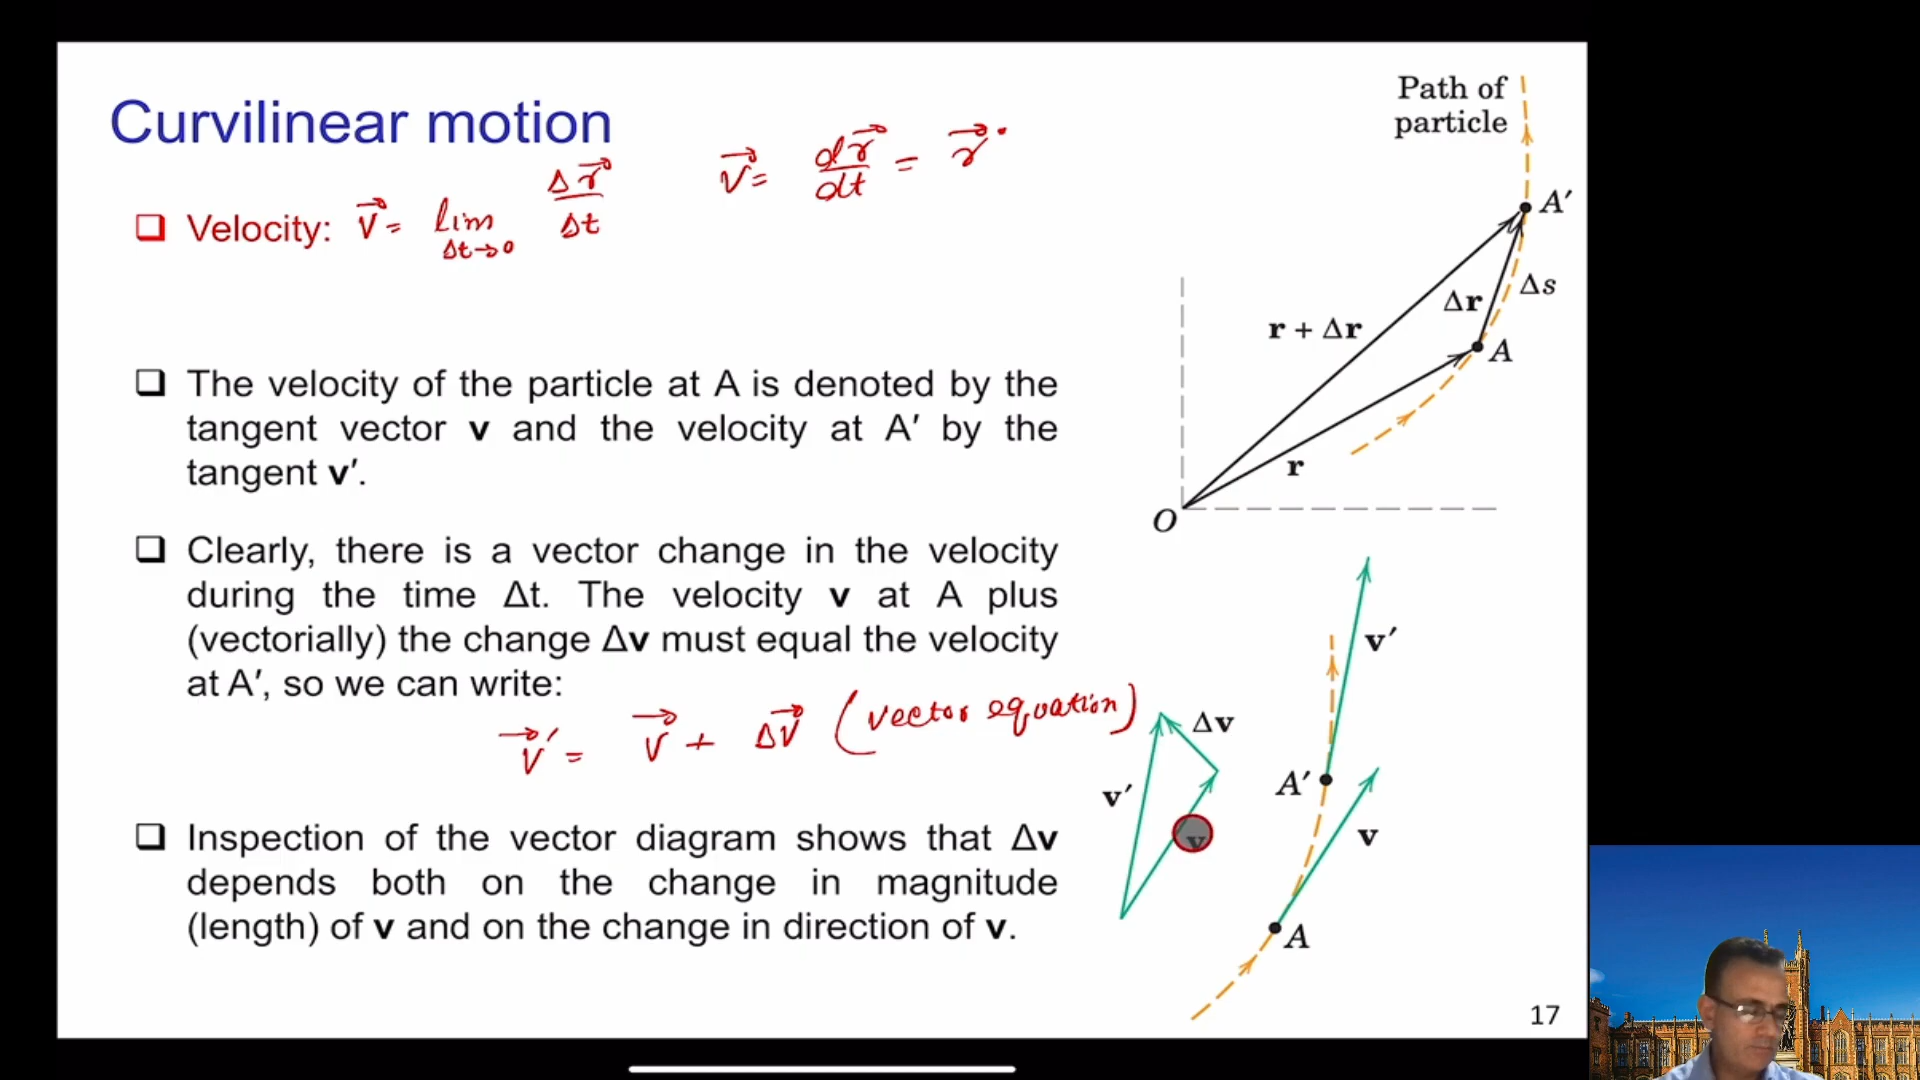 Curvilinear motion
Velocity: v⃗ = lim Δt→0 Δr⃗/Δt
v⃗ = dr⃗/dt = r⃗˙
The velocity of the particle at A is denoted by the
tangent vector v and the velocity at A′ by the
tangent v′.
Clearly, there is a vector change in the velocity
during the time Δt. The velocity v at A plus
(vectorially) the change Δv must equal the velocity
at A′, so we can write:
v⃗′ = v⃗ + Δv⃗ (vector equation)
Inspection of the vector diagram shows that Δv
depends both on the change in magnitude
(length) of v and on the change in direction of v.
Path of
particle
A′
Δs
Δr
r + Δr
A
r
O
v′
Δv
v′
v
A′
v
A
17